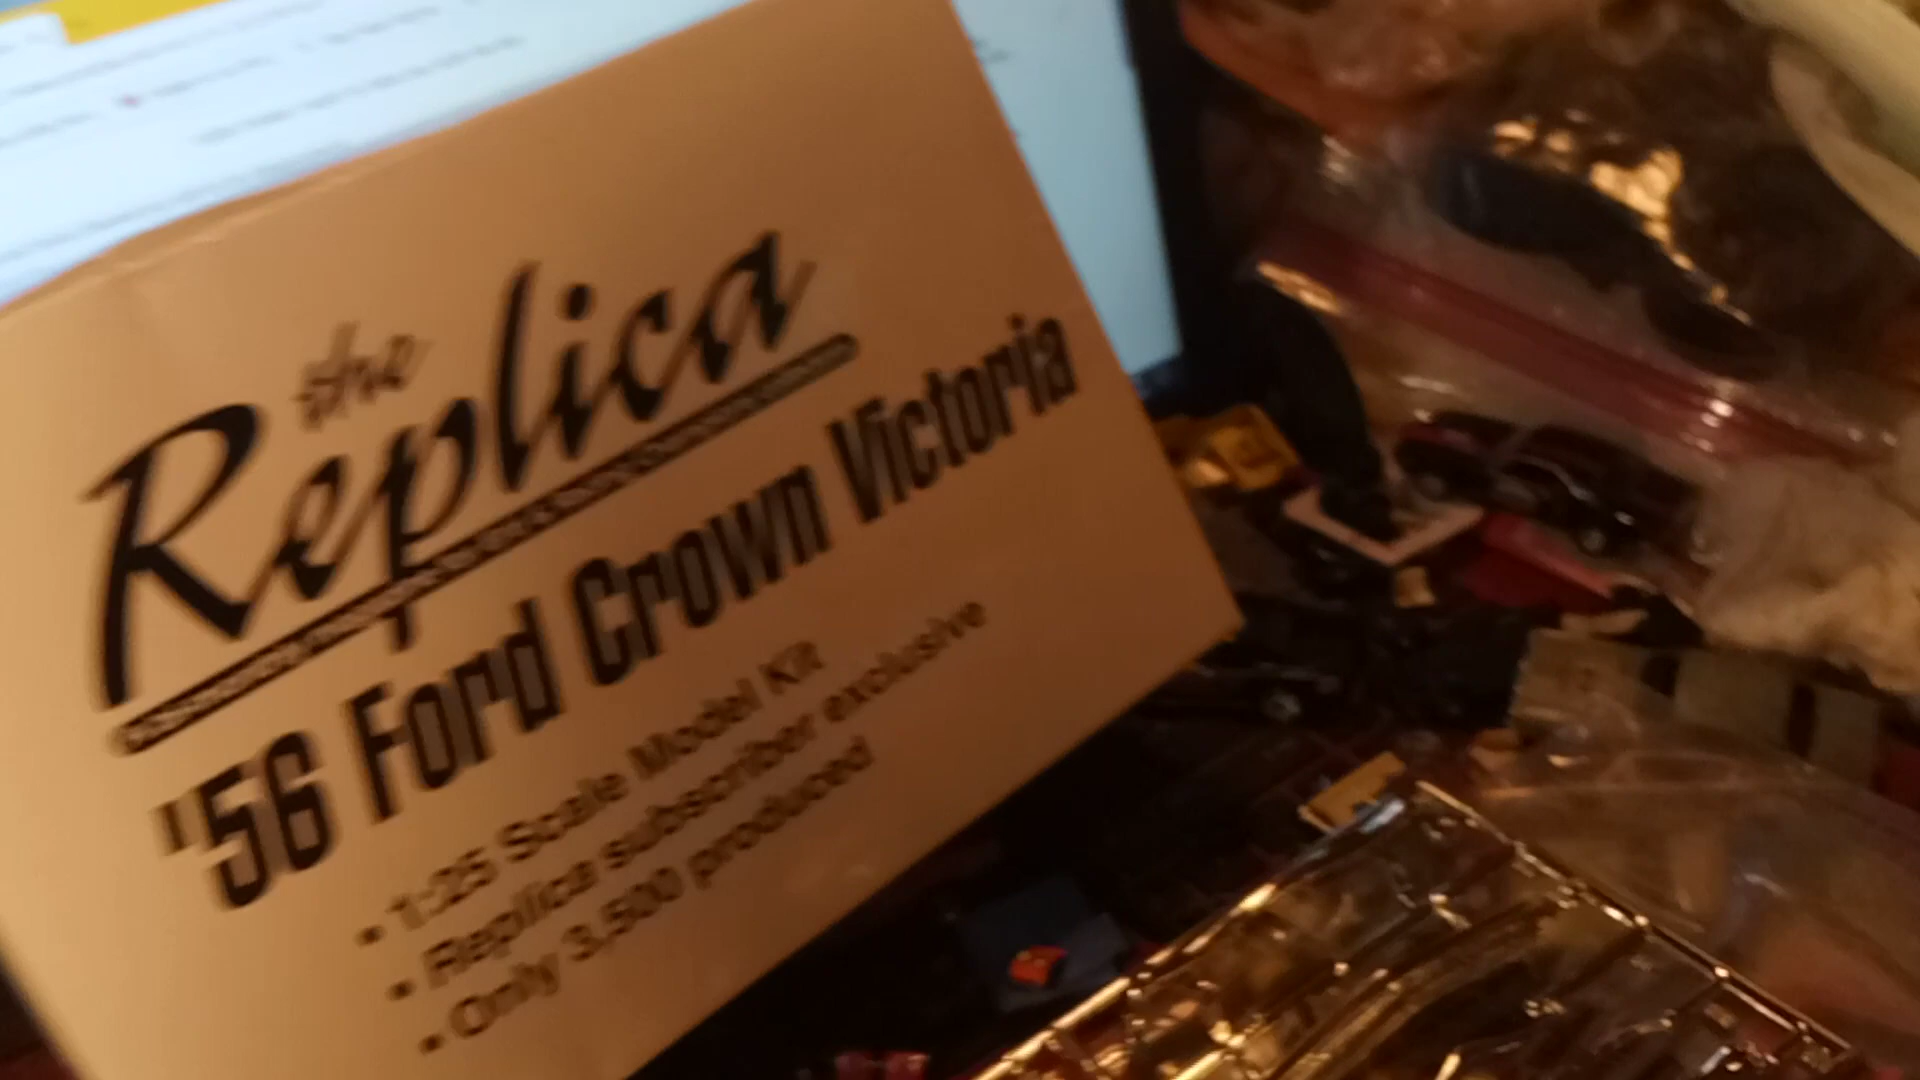 the
Replica
'56 Ford Crown Victoria
• 1:25 Scale Model Kit
• Replica subscriber exclusive
• Only 3,500 produced